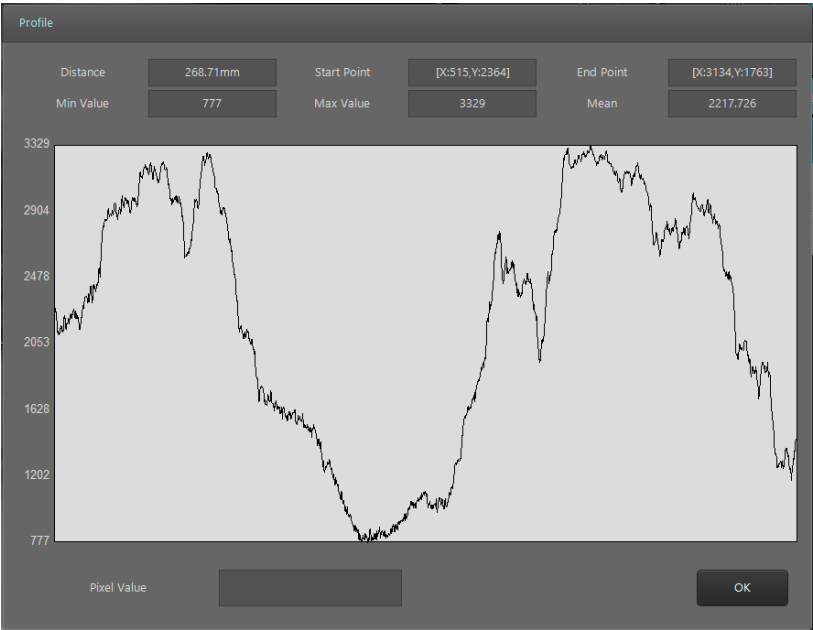 Profile
Distance 268.71mm Start Point [X:515,Y:2364] End Point [X:3134,Y:1763]
Min Value 777 Max Value 3329 Mean 2217.726
3329
2904
2478
2053
1628
1202
777
Pixel Value OK